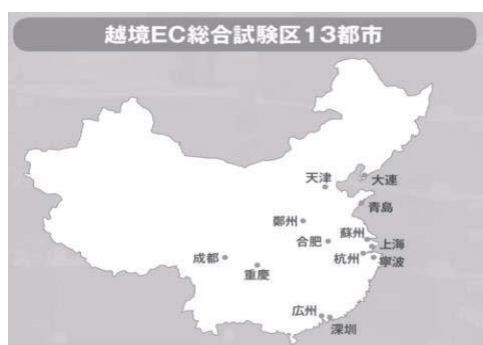 越境EC総合試験区13都市
天津
大連
青島
鄭州
合肥
蘇州
上海
杭州
寧波
成都
重慶
広州
深圳